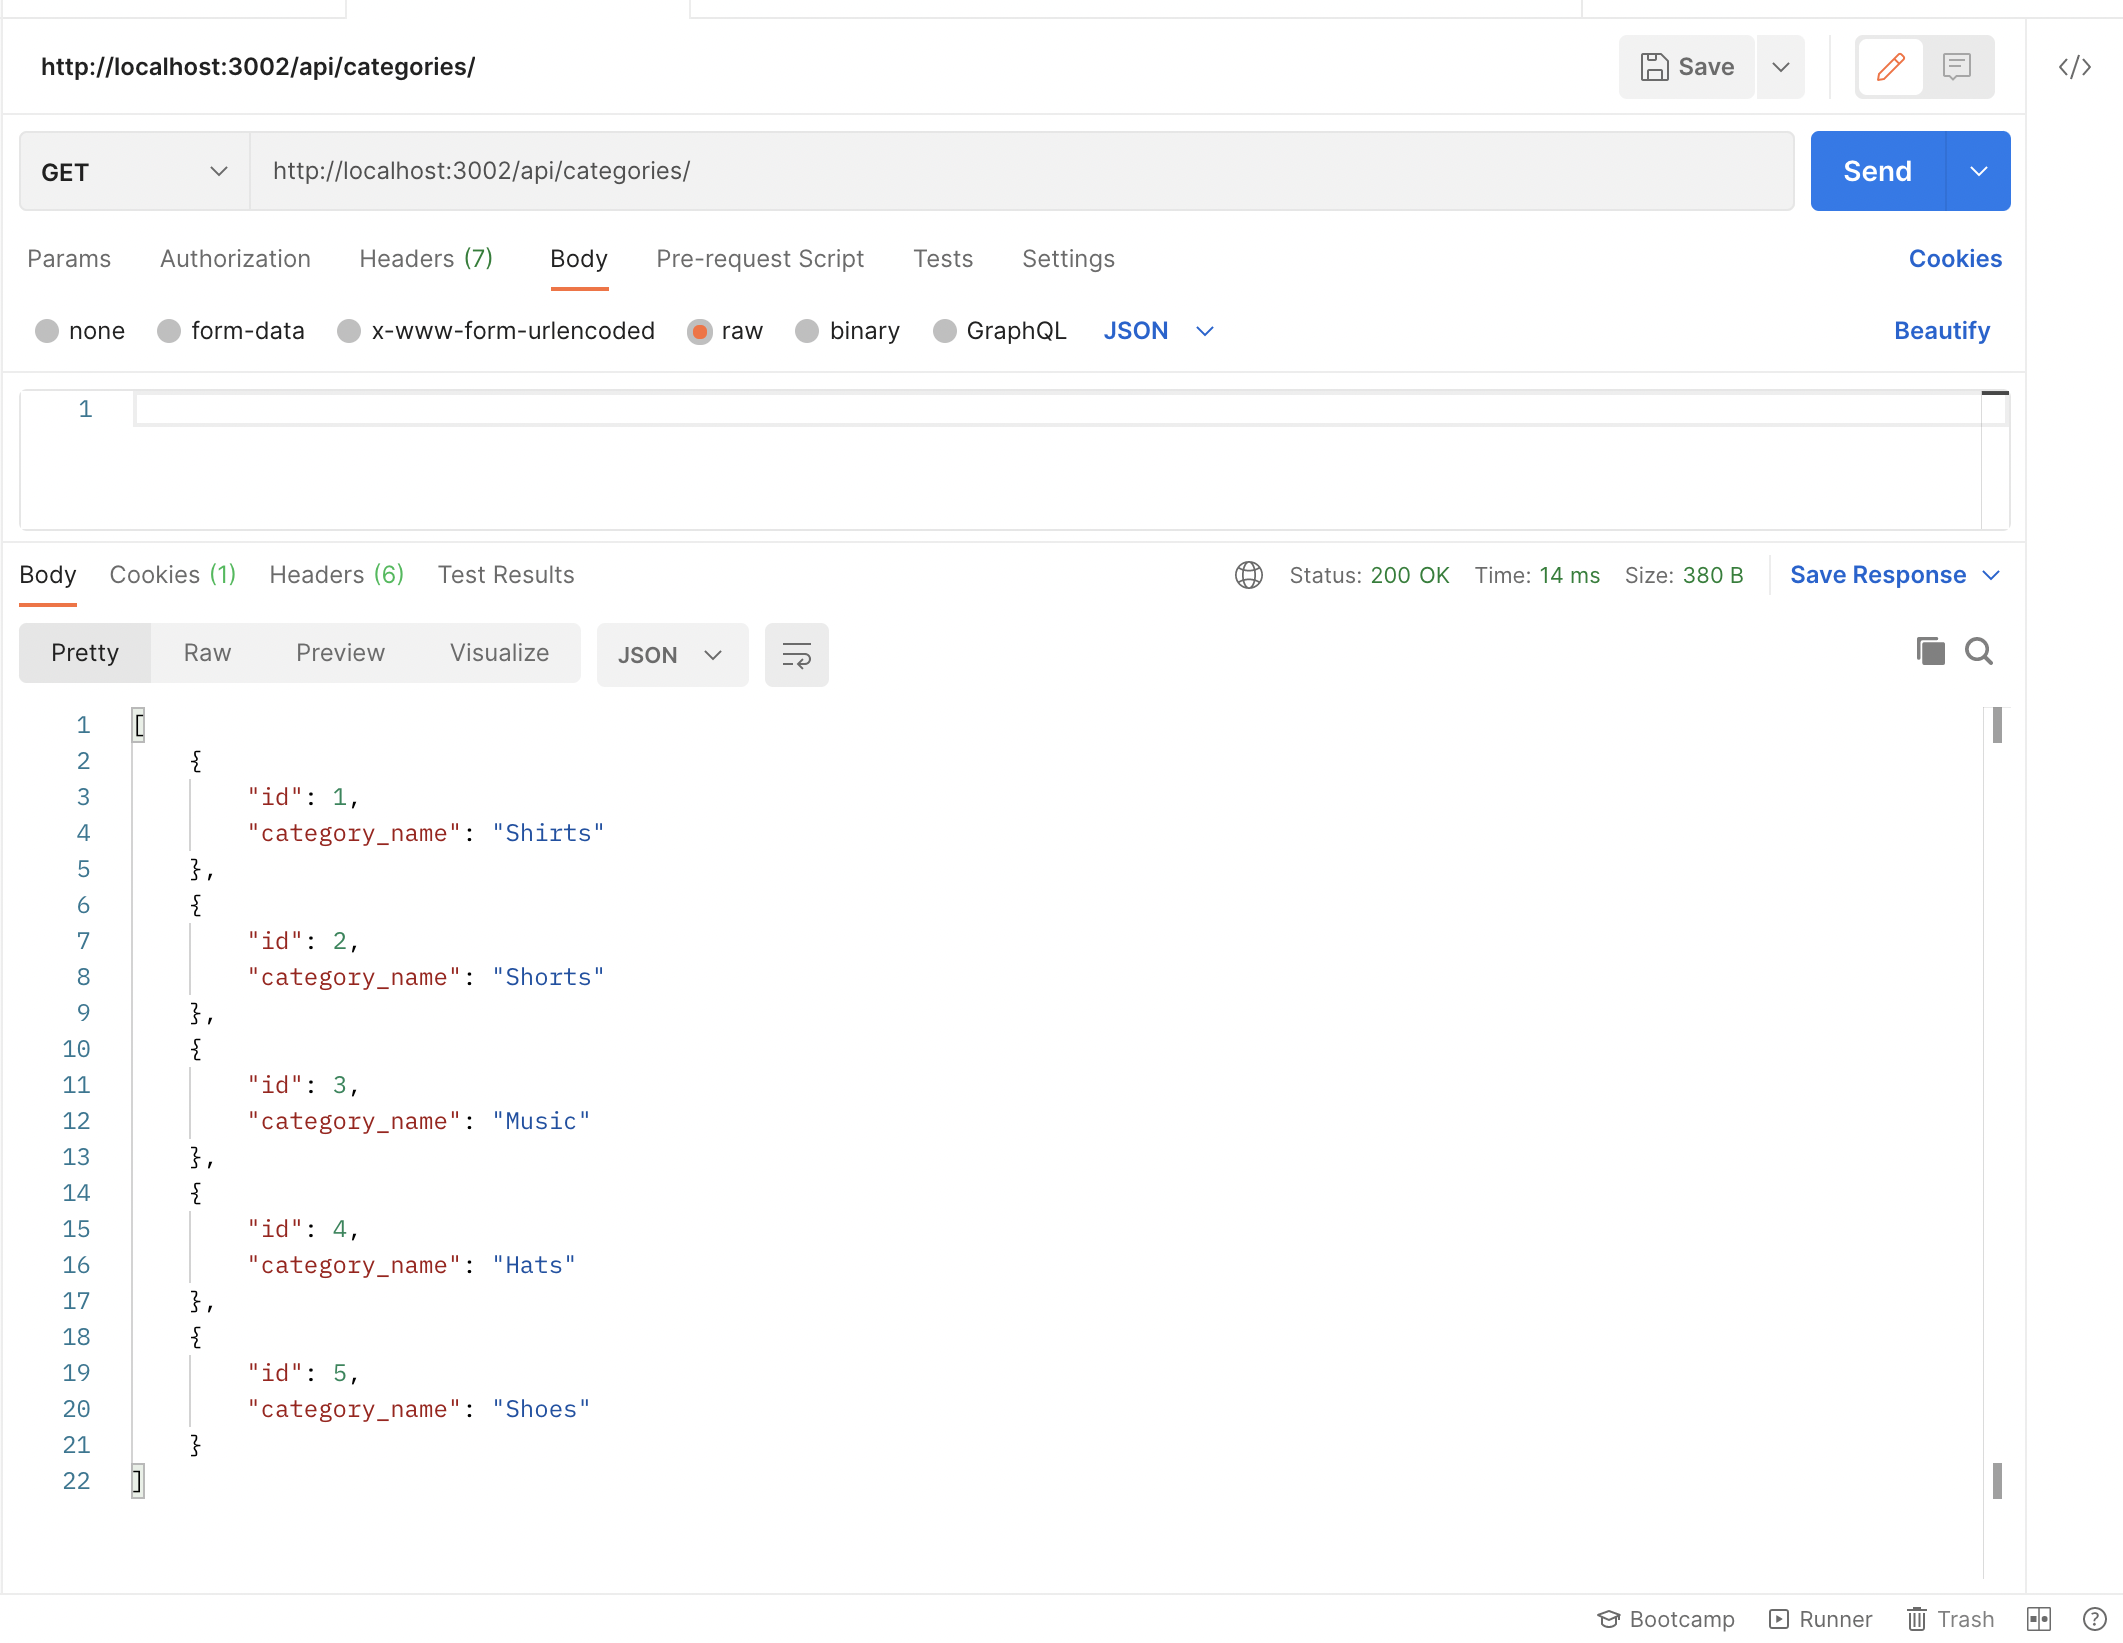 http://localhost:3002/api/categories/ Save </>
GET http://localhost:3002/api/categories/ Send
Params Authorization Headers (7) Body Pre-request Script Tests Settings Cookies
none form-data x-www-form-urlencoded raw binary GraphQL JSON Beautify
1
Body Cookies (1) Headers (6) Test Results Status: 200 OK Time: 14 ms Size: 380 B Save Response
Pretty Raw Preview Visualize JSON
1 [
2 {
3 "id": 1,
4 "category_name": "Shirts"
5 },
6 {
7 "id": 2,
8 "category_name": "Shorts"
9 },
10 {
11 "id": 3,
12 "category_name": "Music"
13 },
14 {
15 "id": 4,
16 "category_name": "Hats"
17 },
18 {
19 "id": 5,
20 "category_name": "Shoes"
21 }
22 ]
Bootcamp Runner Trash ?